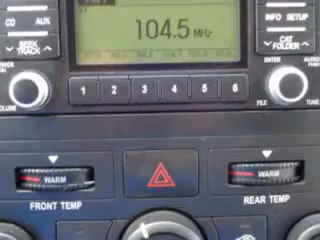 CD AUX
INFO SETUP
104.5 MHz
SEEK
TRACK
CAT
FOLDER
ENTER
AUDIO
1 2 3 4 5 6
VOLUME
FILE
TUNE
WARM
WARM
FRONT TEMP
REAR TEMP